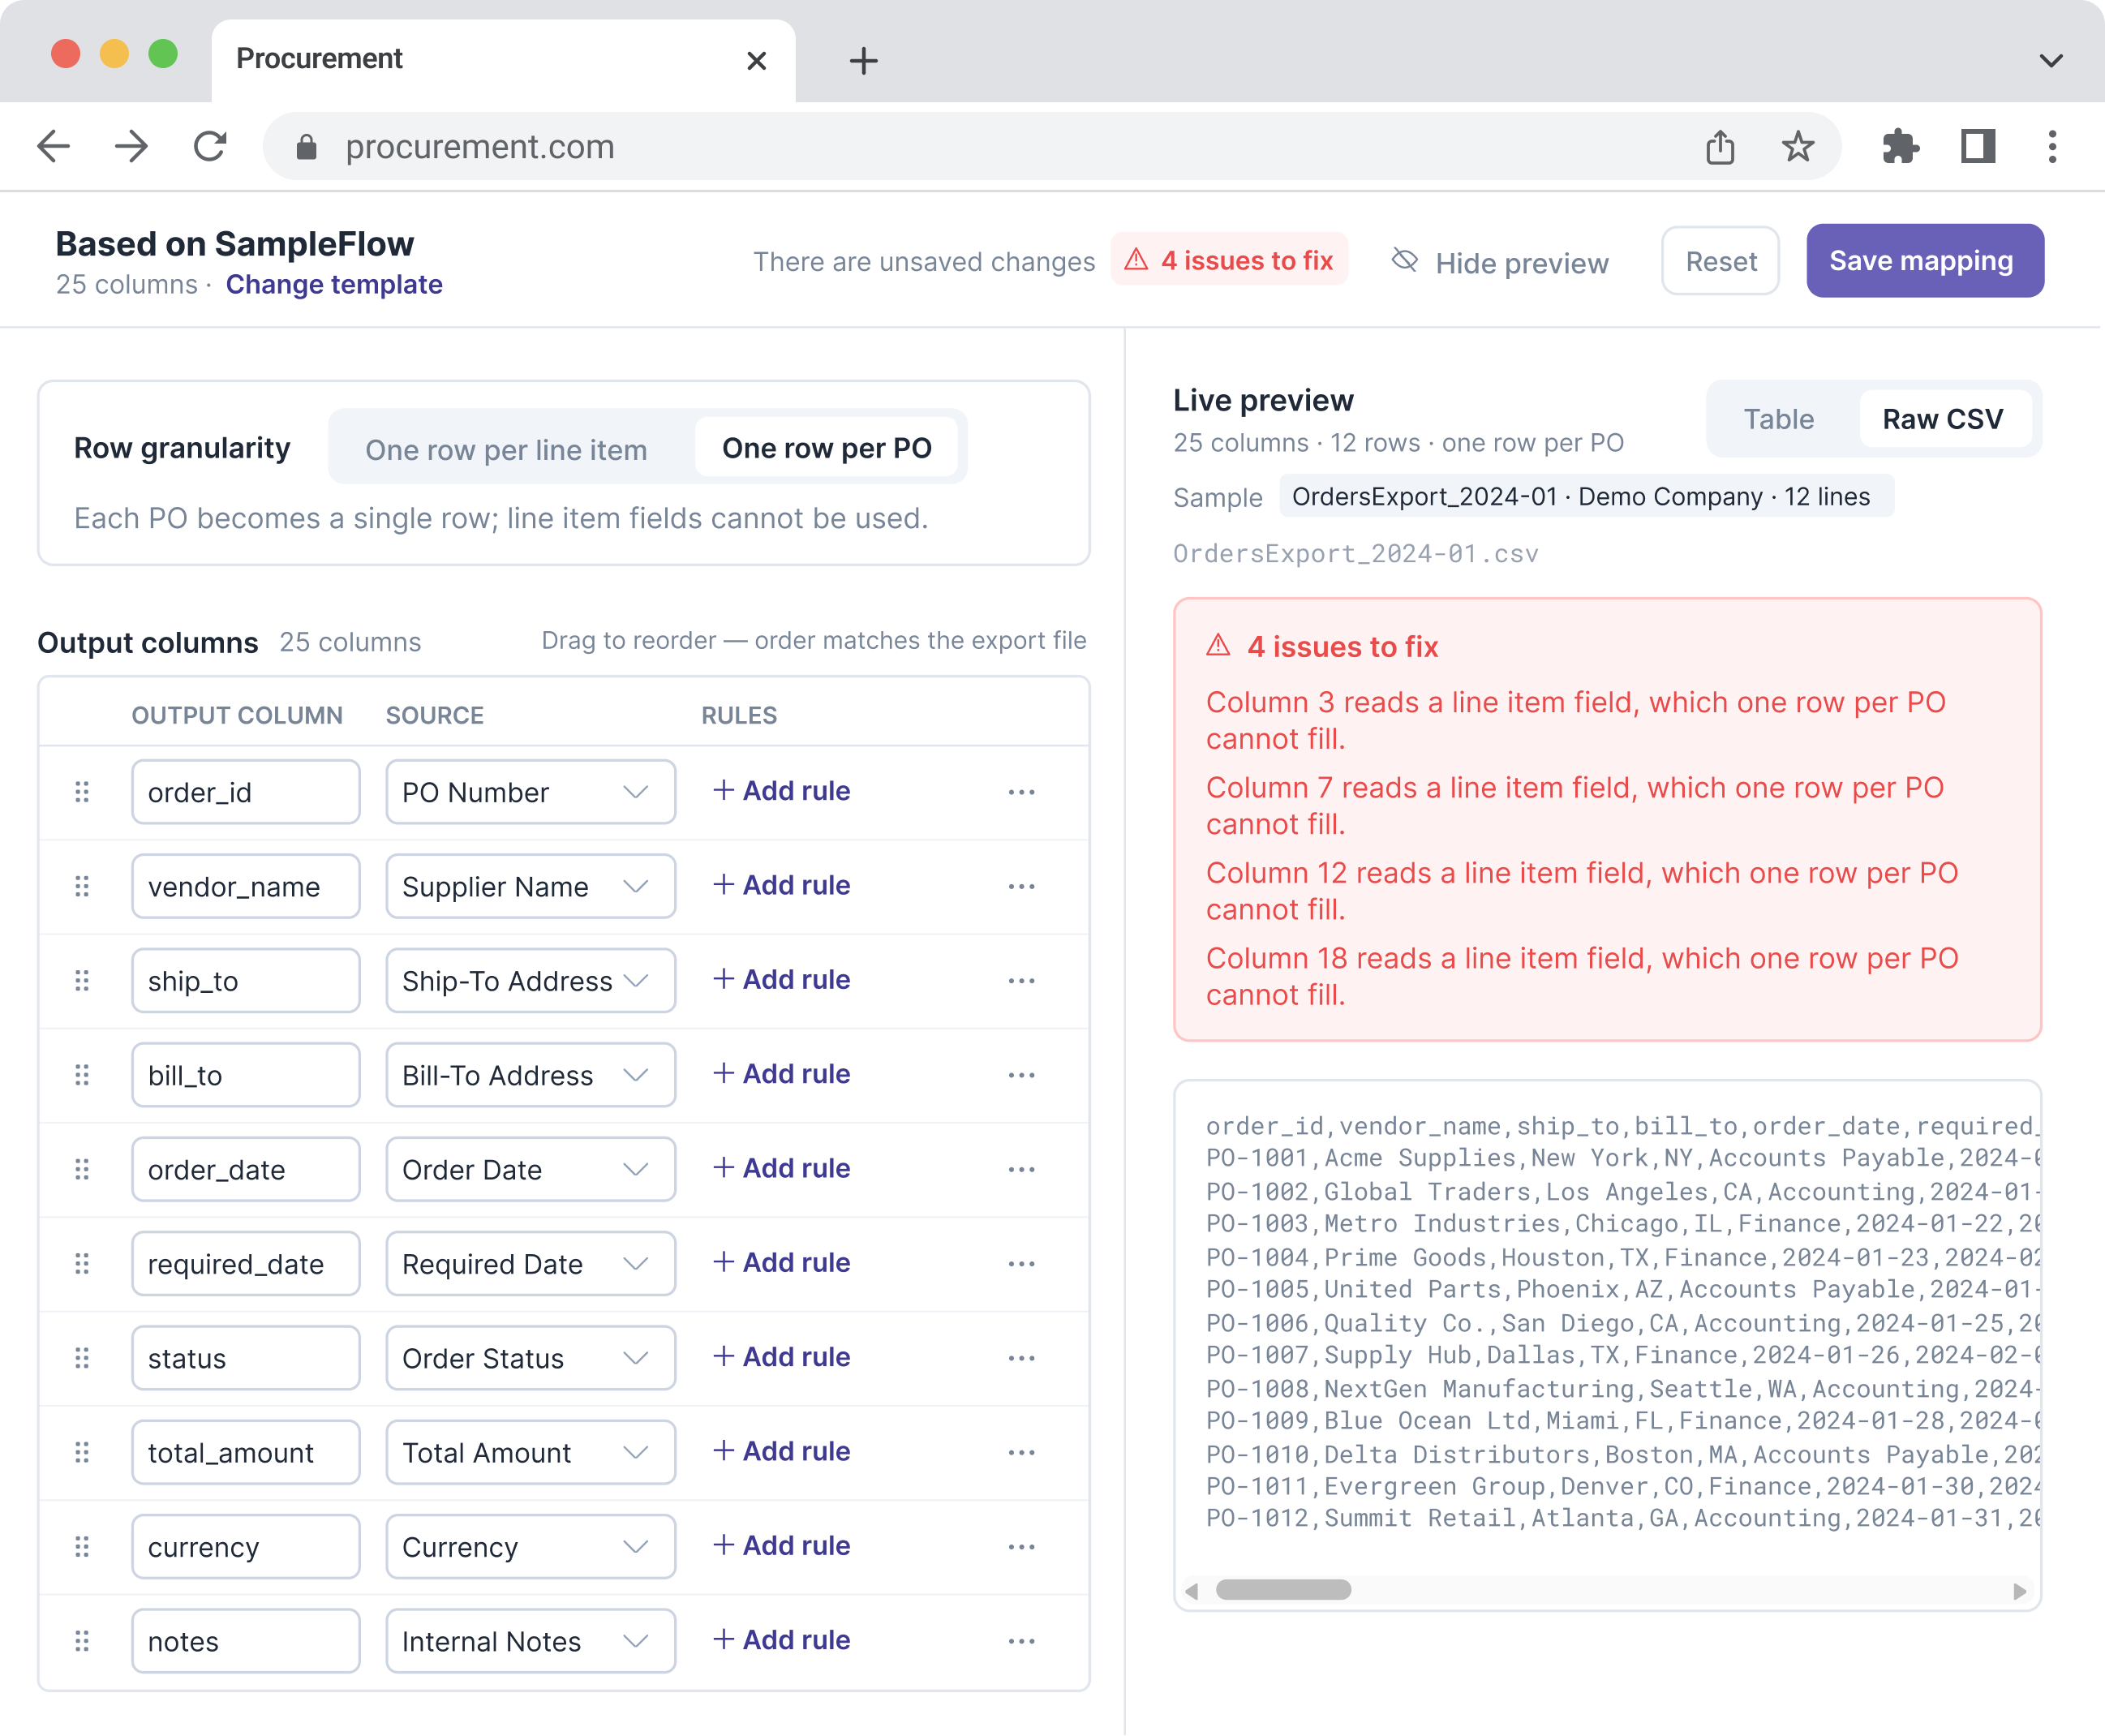 Procurement
procurement.com
Based on SampleFlow
25 columns · Change template
There are unsaved changes
4 issues to fix
Hide preview
Reset
Save mapping
Row granularity
One row per line item
One row per PO
Each PO becomes a single row; line item fields cannot be used.
Output columns 25 columns
Drag to reorder — order matches the export file
OUTPUT COLUMN SOURCE RULES
order_id PO Number + Add rule
vendor_name Supplier Name + Add rule
ship_to Ship-To Address + Add rule
bill_to Bill-To Address + Add rule
order_date Order Date + Add rule
required_date Required Date + Add rule
status Order Status + Add rule
total_amount Total Amount + Add rule
currency Currency + Add rule
notes Internal Notes + Add rule
Live preview
25 columns · 12 rows · one row per PO
Table
Raw CSV
Sample OrdersExport_2024-01 · Demo Company · 12 lines
OrdersExport_2024-01.csv
4 issues to fix
Column 3 reads a line item field, which one row per PO
cannot fill.
Column 7 reads a line item field, which one row per PO
cannot fill.
Column 12 reads a line item field, which one row per PO
cannot fill.
Column 18 reads a line item field, which one row per PO
cannot fill.
order_id,vendor_name,ship_to,bill_to,order_date,required_
PO-1001,Acme Supplies,New York,NY,Accounts Payable,2024-0
PO-1002,Global Traders,Los Angeles,CA,Accounting,2024-01-
PO-1003,Metro Industries,Chicago,IL,Finance,2024-01-22,20
PO-1004,Prime Goods,Houston,TX,Finance,2024-01-23,2024-02
PO-1005,United Parts,Phoenix,AZ,Accounts Payable,2024-01-
PO-1006,Quality Co.,San Diego,CA,Accounting,2024-01-25,20
PO-1007,Supply Hub,Dallas,TX,Finance,2024-01-26,2024-02-0
PO-1008,NextGen Manufacturing,Seattle,WA,Accounting,2024-
PO-1009,Blue Ocean Ltd,Miami,FL,Finance,2024-01-28,2024-0
PO-1010,Delta Distributors,Boston,MA,Accounts Payable,202
PO-1011,Evergreen Group,Denver,CO,Finance,2024-01-30,2024
PO-1012,Summit Retail,Atlanta,GA,Accounting,2024-01-31,20